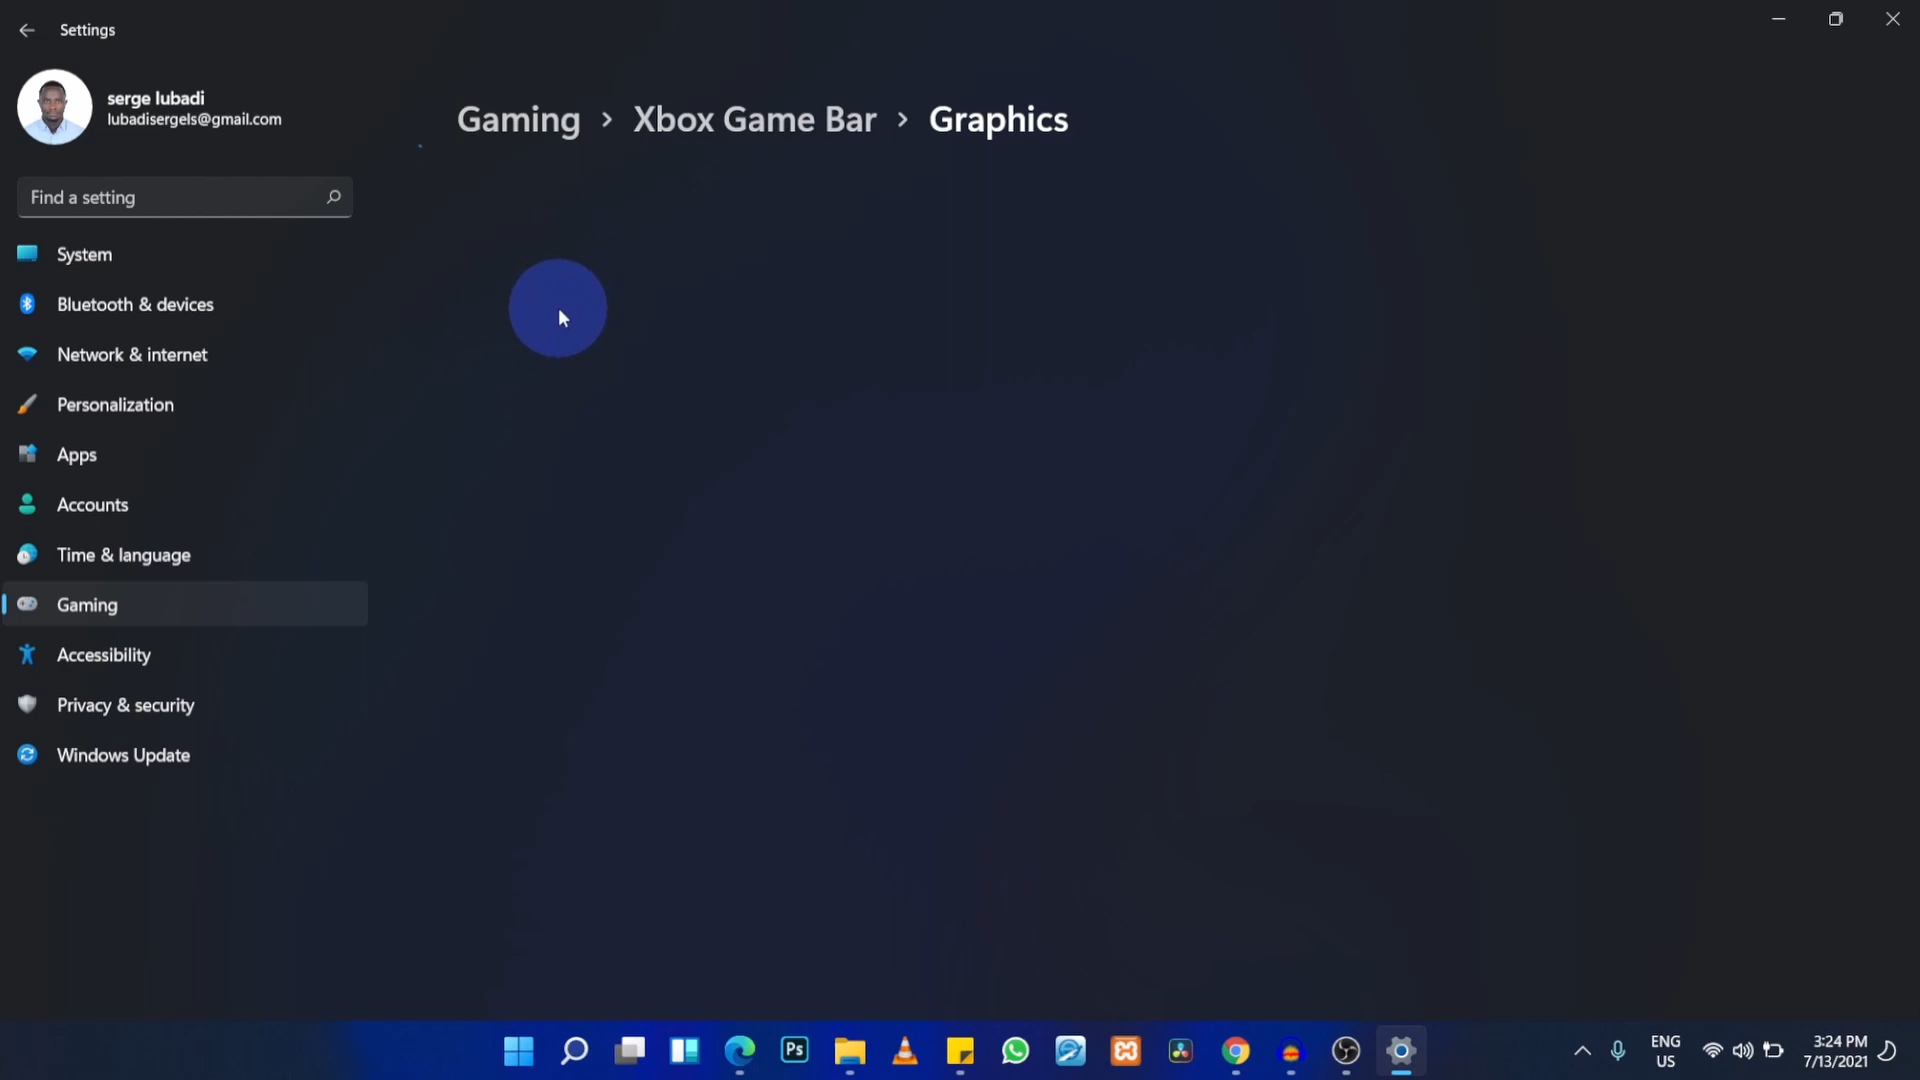 Settings
serge lubadi
lubadisergels@gmail.com
Gaming > Xbox Game Bar > Graphics
Find a setting
System
Bluetooth & devices
Network & internet
Personalization
Apps
Accounts
Time & language
Gaming
Accessibility
Privacy & security
Windows Update
Ps
ENG
US
3:24 PM
7/13/2021